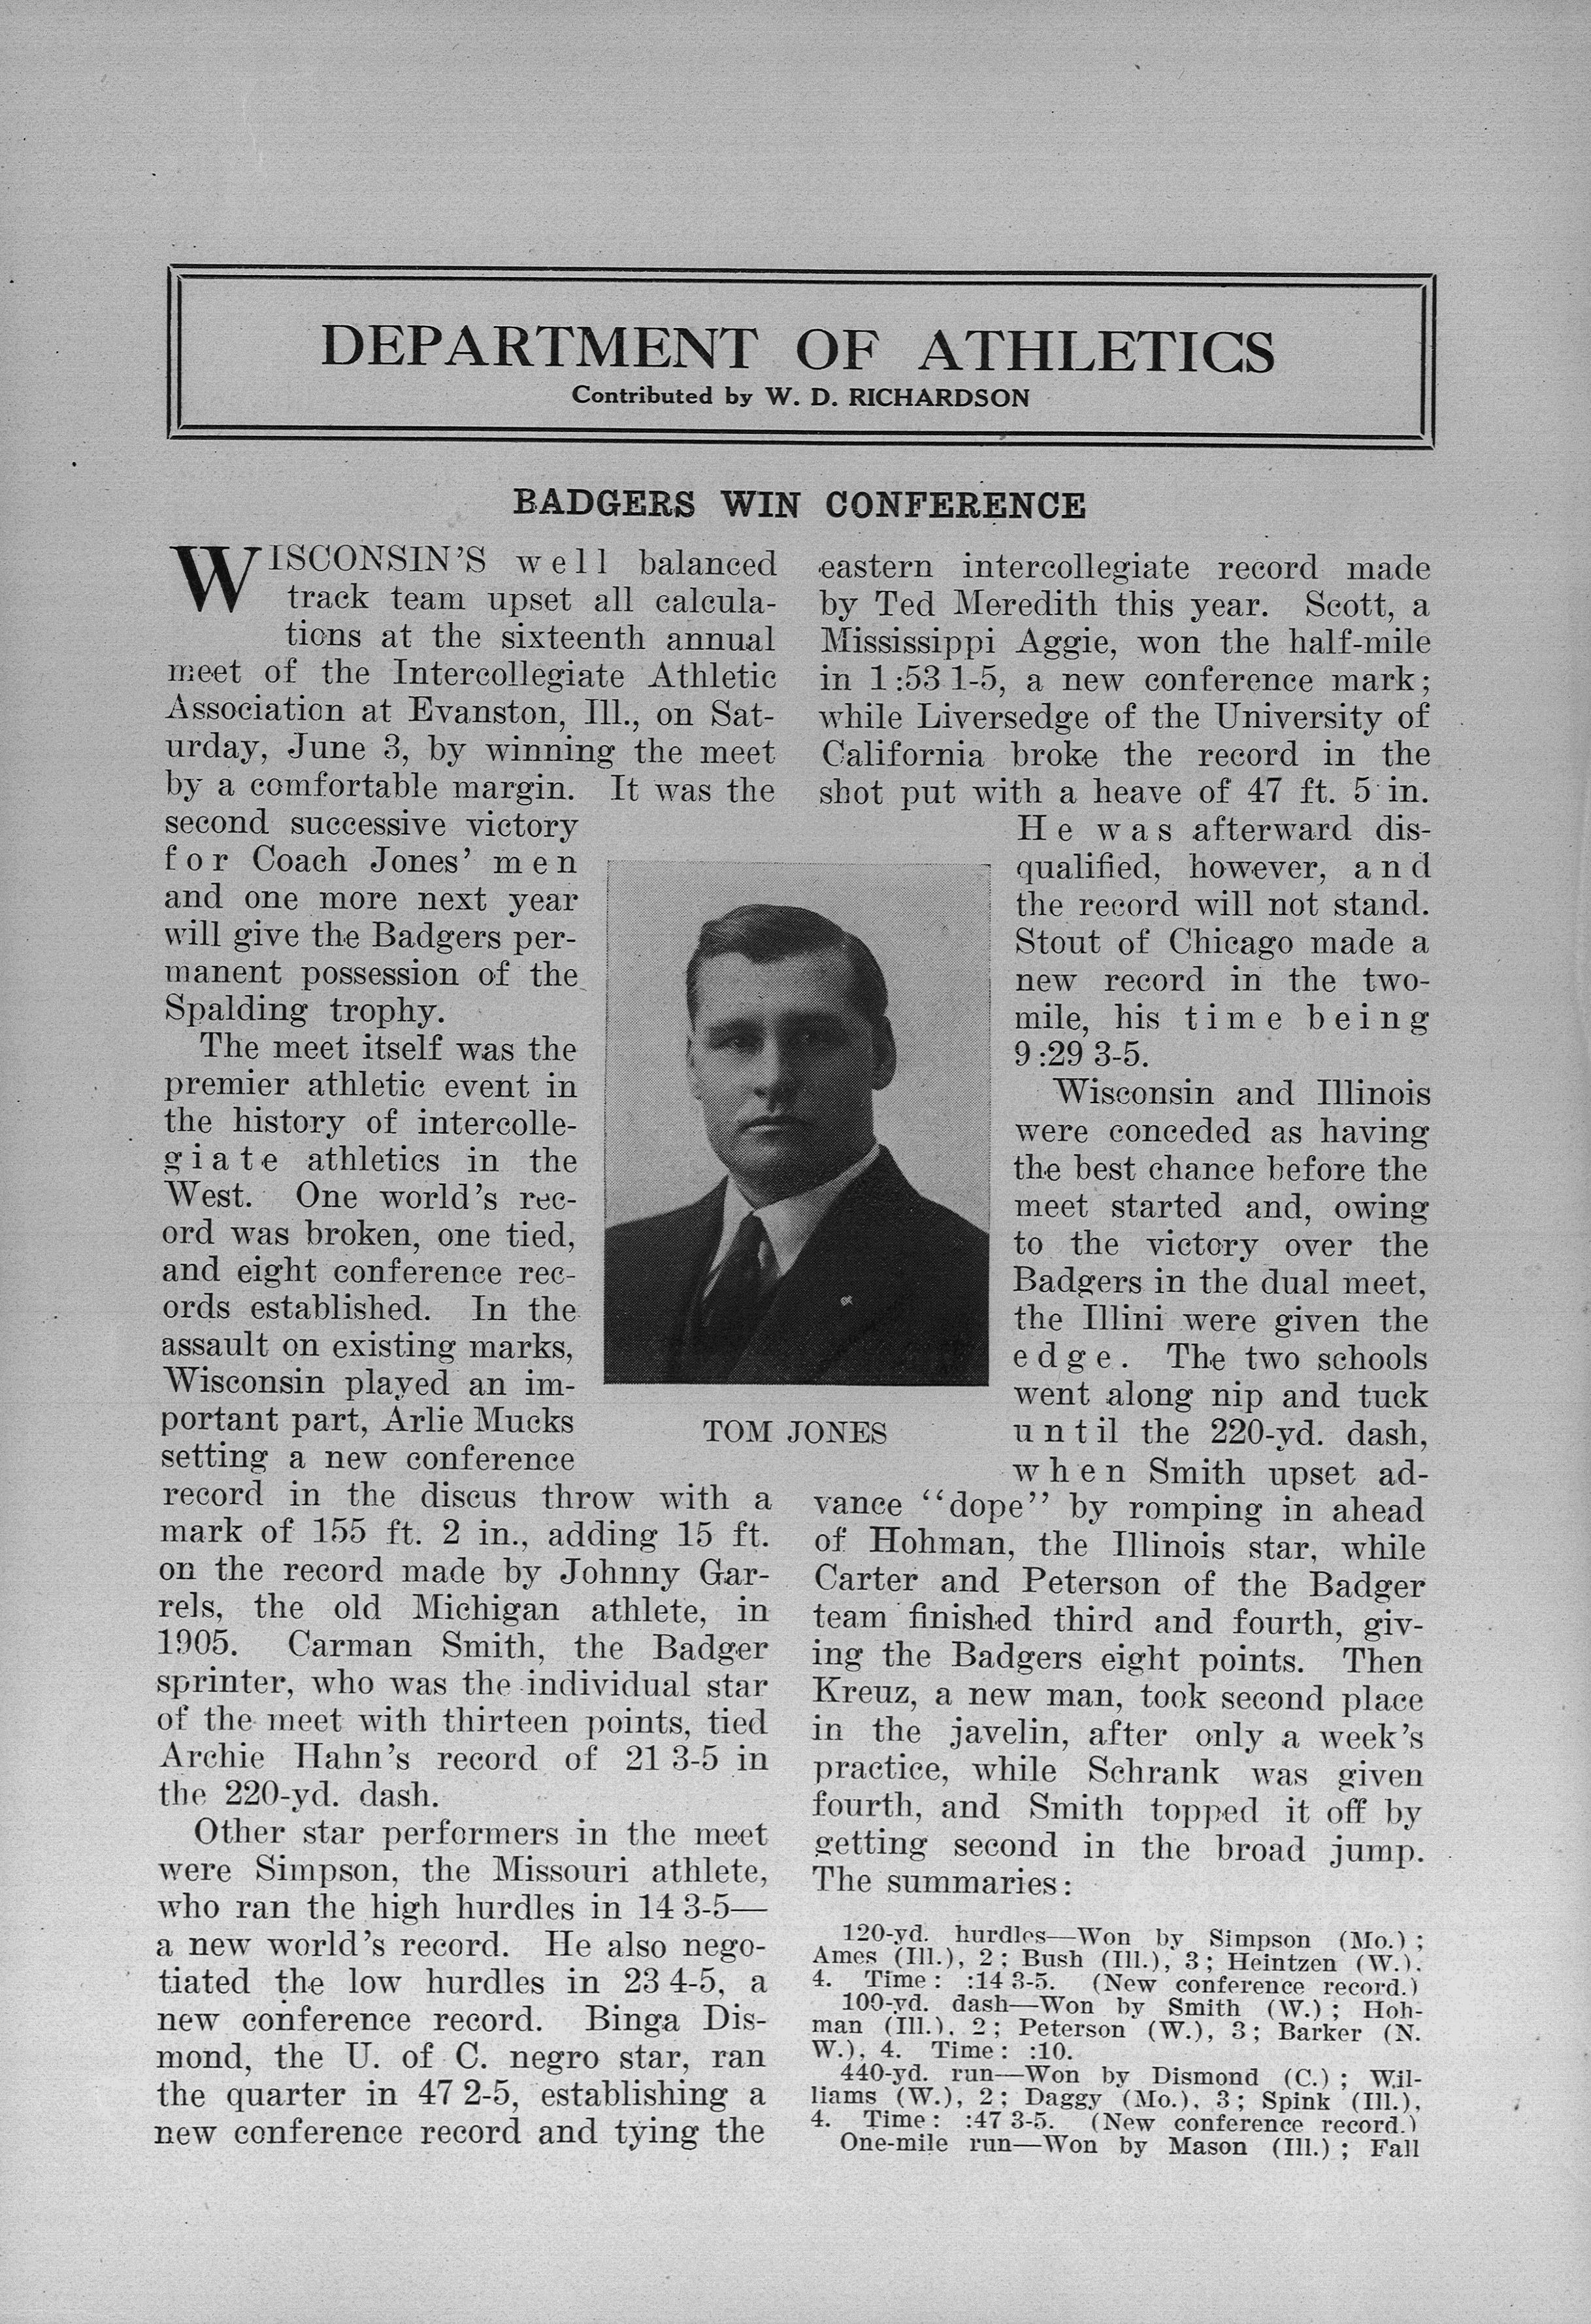 DEPARTMENT OF ATHLETICS
Contributed by W. D. RICHARDSON
BADGERS WIN CONFERENCE
WISCONSIN'S well balanced
track team upset all calcula-
tions at the sixteenth annual
meet of the Intercollegiate Athletic
Association at Evanston, Ill., on Sat-
urday, June 3, by winning the meet
by a comfortable margin. It was the
second successive victory
for Coach Jones' men
and one more next year
will give the Badgers per-
manent possession of the
Spalding trophy.
The meet itself was the
premier athletic event in
the history of intercolle-
giate athletics in the
West. One world's rec-
ord was broken, one tied,
and eight conference rec-
ords established. In the
assault on existing marks,
Wisconsin played an im-
portant part, Arlie Mucks
setting a new conference
record in the discus throw with a
mark of 155 ft. 2 in., adding 15 ft.
on the record made by Johnny Gar-
rels, the old Michigan athlete, in
1905. Carman Smith, the Badger
sprinter, who was the individual star
of the meet with thirteen points, tied
Archie Hahn's record of 21 3-5 in
the 220-yd. dash.
Other star performers in the meet
were Simpson, the Missouri athlete,
who ran the high hurdles in 14 3-5—
a new world's record. He also nego-
tiated the low hurdles in 23 4-5, a
new conference record. Binga Dis-
mond, the U. of C. negro star, ran
the quarter in 47 2-5, establishing a
new conference record and tying the
TOM JONES
eastern intercollegiate record made
by Ted Meredith this year. Scott, a
Mississippi Aggie, won the half-mile
in 1:53 1-5, a new conference mark;
while Liversedge of the University of
California broke the record in the
shot put with a heave of 47 ft. 5 in.
He was afterward dis-
qualified, however, and
the record will not stand.
Stout of Chicago made a
new record in the two-
mile, his time being
9:29 3-5.
Wisconsin and Illinois
were conceded as having
the best chance before the
meet started and, owing
to the victory over the
Badgers in the dual meet,
the Illini were given the
edge. The two schools
went along nip and tuck
until the 220-yd. dash,
when Smith upset ad-
vance "dope" by romping in ahead
of Hohman, the Illinois star, while
Carter and Peterson of the Badger
team finished third and fourth, giv-
ing the Badgers eight points. Then
Kreuz, a new man, took second place
in the javelin, after only a week's
practice, while Schrank was given
fourth, and Smith topped it off by
getting second in the broad jump.
The summaries:
120-yd. hurdles—Won by Simpson (Mo.);
Ames (Ill.), 2; Bush (Ill.), 3; Heintzen (W.).
4. Time: :14 3-5. (New conference record.)
100-yd. dash—Won by Smith (W.); Hoh-
man (Ill.), 2; Peterson (W.), 3; Barker (N.
W.), 4. Time: :10.
440-yd. run—Won by Dismond (C.); Wil-
liams (W.), 2; Daggy (Mo.), 3; Spink (Ill.),
4. Time: :47 3-5. (New conference record.)
One-mile run—Won by Mason (Ill.); Fall